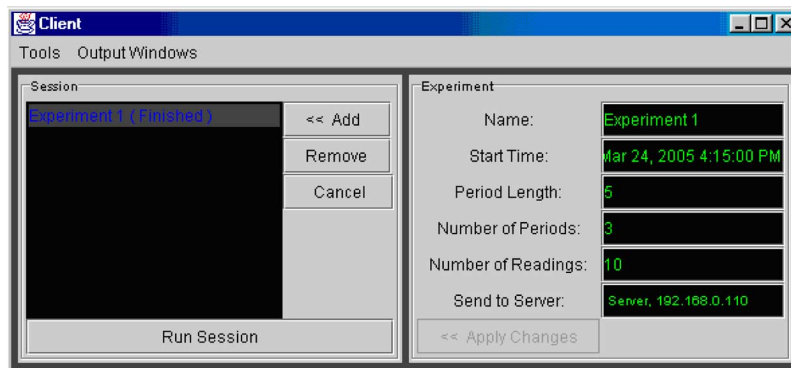 Client
Tools Output Windows
Session
Experiment 1 ( Finished )
<< Add
Remove
Cancel
Run Session
Experiment
Name: Experiment 1
Start Time: Mar 24, 2005 4:15:00 PM
Period Length: 5
Number of Periods: 3
Number of Readings: 10
Send to Server: Server, 192.168.0.110
<< Apply Changes